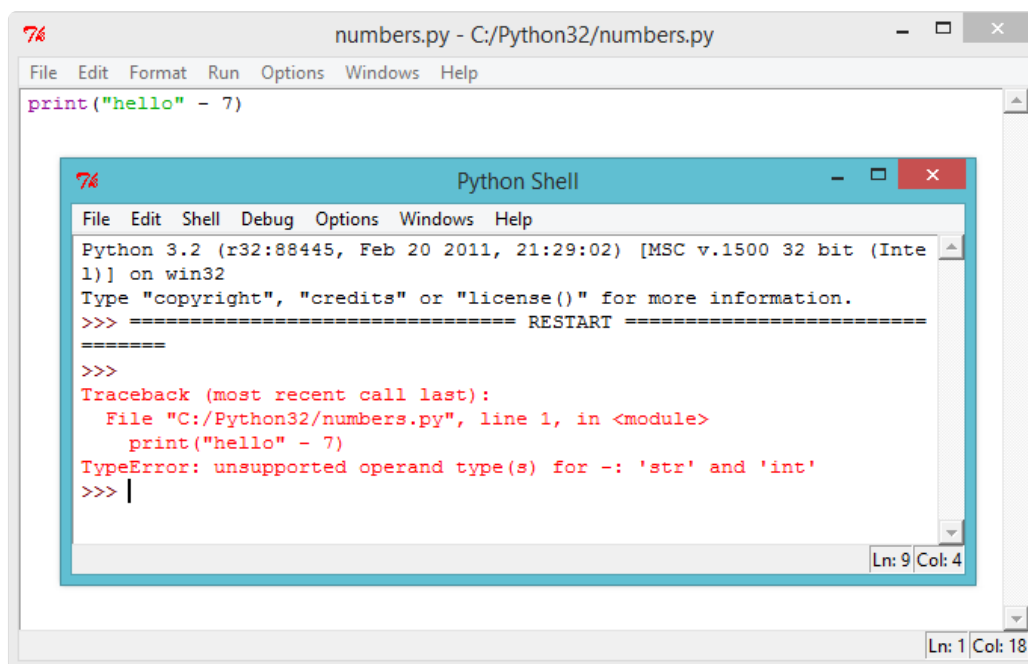 numbers.py - C:/Python32/numbers.py
File Edit Format Run Options Windows Help
print("hello" - 7)
Python Shell
File Edit Shell Debug Options Windows Help
Python 3.2 (r32:88445, Feb 20 2011, 21:29:02) [MSC v.1500 32 bit (Inte
l)] on win32
Type "copyright", "credits" or "license()" for more information.
>>> ================================ RESTART =========================
=======
>>>
Traceback (most recent call last):
  File "C:/Python32/numbers.py", line 1, in <module>
    print("hello" - 7)
TypeError: unsupported operand type(s) for -: 'str' and 'int'
>>>
Ln: 9 Col: 4
Ln: 1 Col: 18